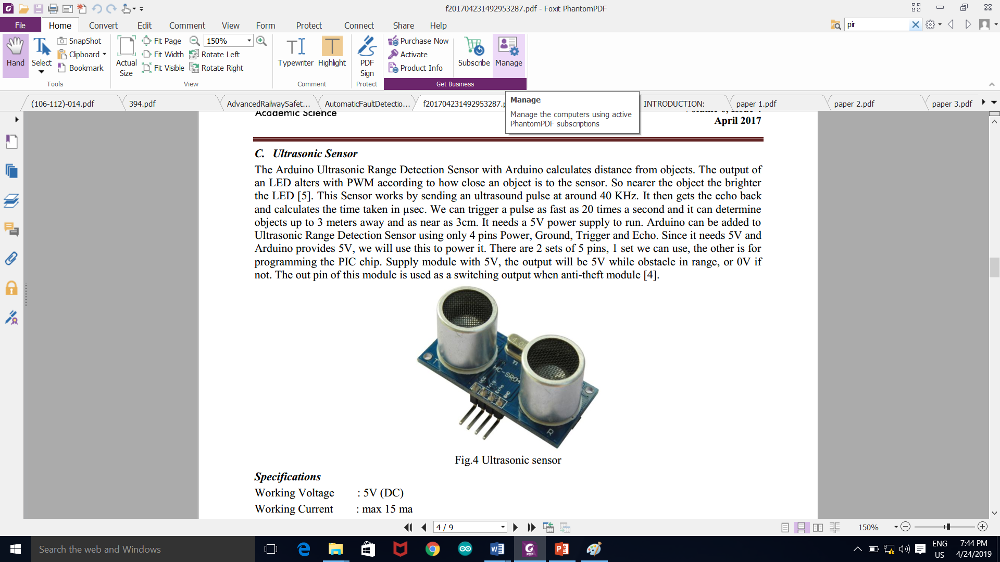 f201704231492953287.pdf - Foxit PhantomPDF
File Home Convert Edit Comment View Form Protect Connect Share Help
pir
Hand
Select
SnapShot
Clipboard
Bookmark
Tools
Actual Size
Fit Page
Fit Width
Fit Visible
150%
Rotate Left
Rotate Right
View
Typewriter
Highlight
Comment
PDF Sign
Protect
Purchase Now
Activate
Product Info
Subscribe
Manage
Get Business
(106-112)-014.pdf
394.pdf
AdvancedRailwaySafet...
AutomaticFaultDetectio...
f201704231492953287.p
INTRODUCTION:
paper 1.pdf
paper 2.pdf
paper 3.pdf
Manage
Manage the computers using active
PhantomPDF subscriptions
Academic Science
April 2017
C. Ultrasonic Sensor
The Arduino Ultrasonic Range Detection Sensor with Arduino calculates distance from objects. The output of
an LED alters with PWM according to how close an object is to the sensor. So nearer the object the brighter
the LED [5]. This Sensor works by sending an ultrasound pulse at around 40 KHz. It then gets the echo back
and calculates the time taken in µsec. We can trigger a pulse as fast as 20 times a second and it can determine
objects up to 3 meters away and as near as 3cm. It needs a 5V power supply to run. Arduino can be added to
Ultrasonic Range Detection Sensor using only 4 pins Power, Ground, Trigger and Echo. Since it needs 5V and
Arduino provides 5V, we will use this to power it. There are 2 sets of 5 pins, 1 set we can use, the other is for
programming the PIC chip. Supply module with 5V, the output will be 5V while obstacle in range, or 0V if
not. The out pin of this module is used as a switching output when anti-theft module [4].
T
Y1
HC-SR04
Vcc
Trig
Echo
Gnd
R
Fig.4 Ultrasonic sensor
Specifications
Working Voltage : 5V (DC)
Working Current : max 15 ma
4 / 9
150%
Search the web and Windows
ENG
US
7:44 PM
4/24/2019